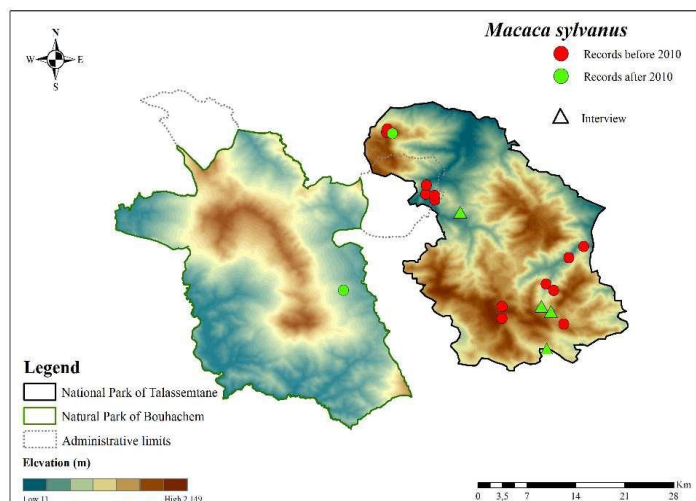 Macaca sylvanus
Records before 2010
Records after 2010
Interview
N
W E
S
Legend
National Park of Talassemtane
Natural Park of Bouhachem
Administrative limits
Elevation (m)
Low 11 High 2 149
Km
0 3,5 7 14 21 28